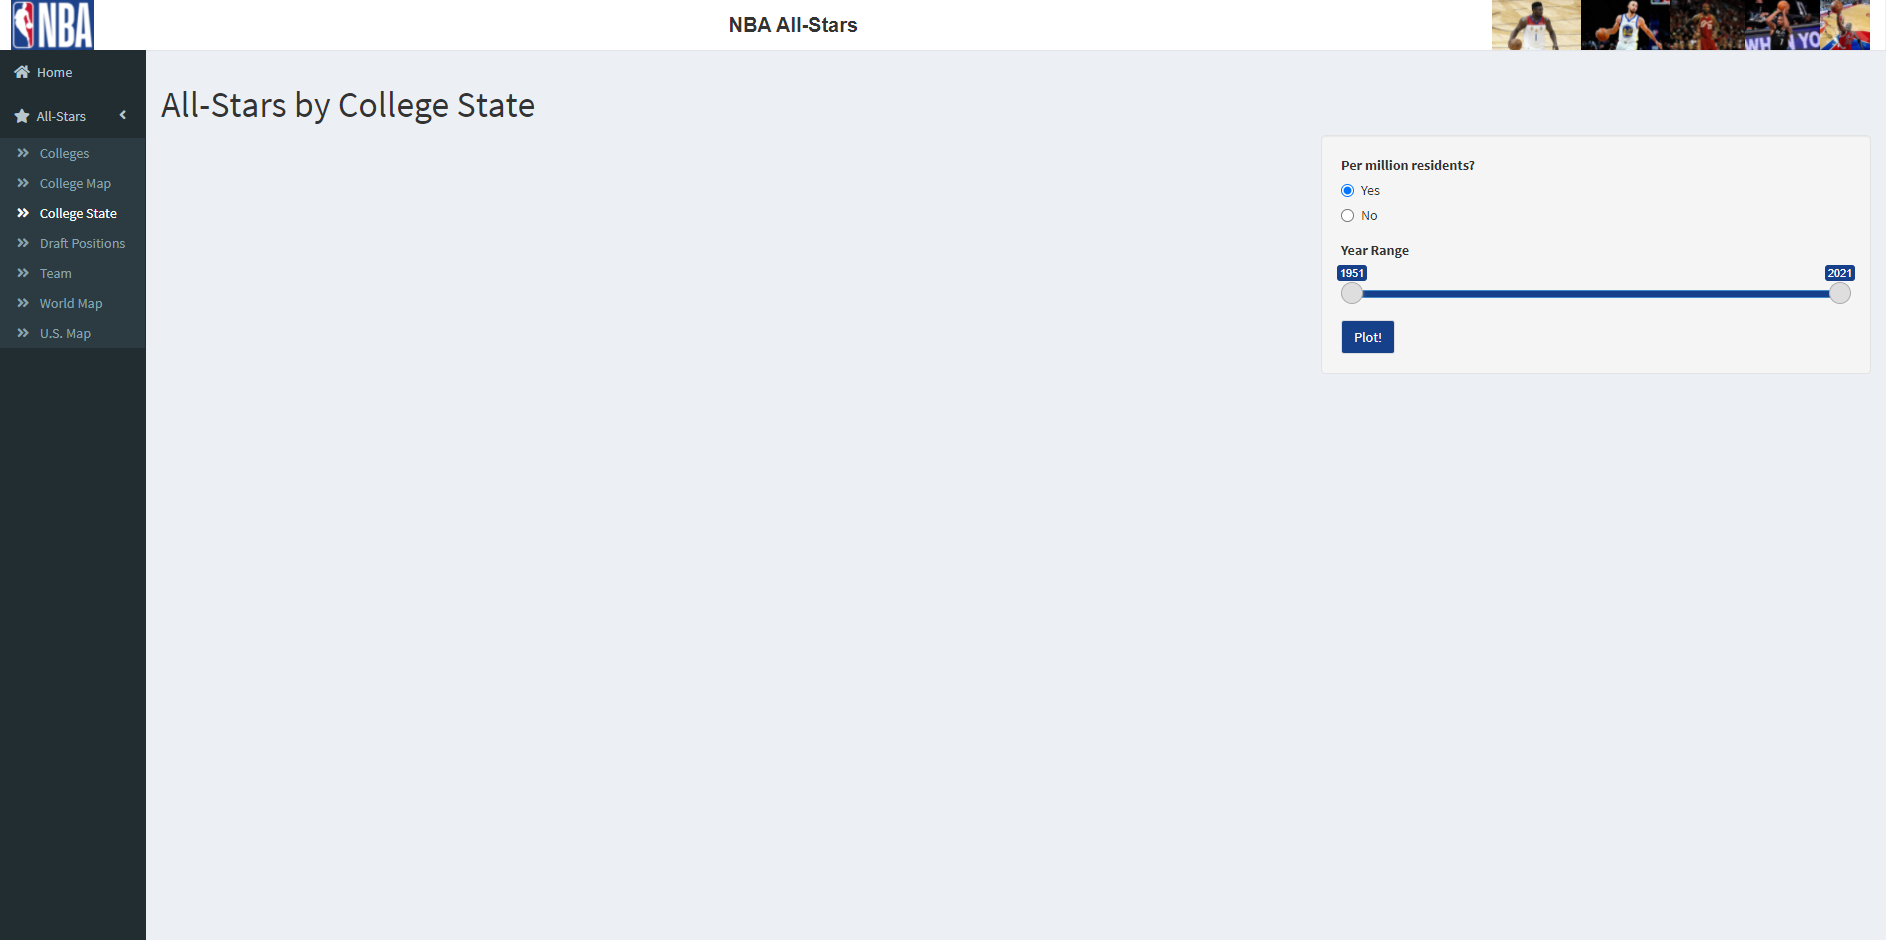 NBA
NBA All-Stars
Home
All-Stars
Colleges
College Map
College State
Draft Positions
Team
World Map
U.S. Map
All-Stars by College State
Per million residents?
Yes
No
Year Range
1951 2021
Plot!